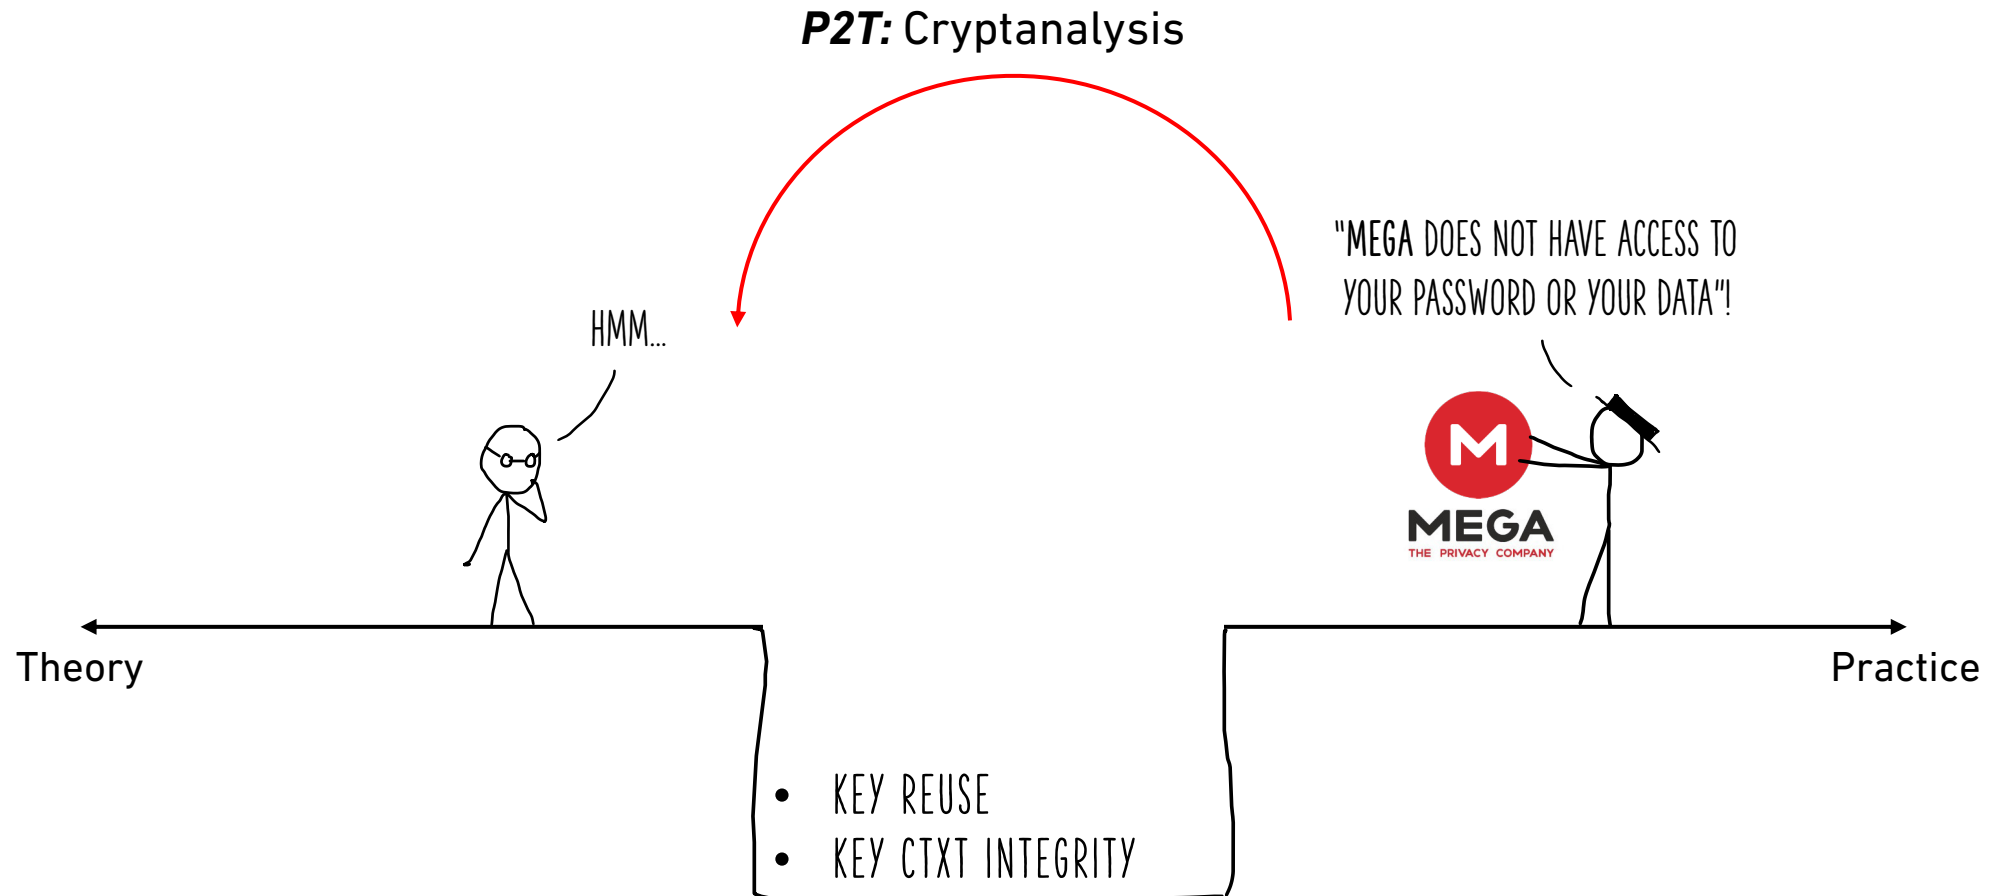 P2T: Cryptanalysis
"MEGA DOES NOT HAVE ACCESS TO
YOUR PASSWORD OR YOUR DATA"!
HMM...
M
MEGA
THE PRIVACY COMPANY
Theory
Practice
• KEY REUSE
• KEY CTXT INTEGRITY